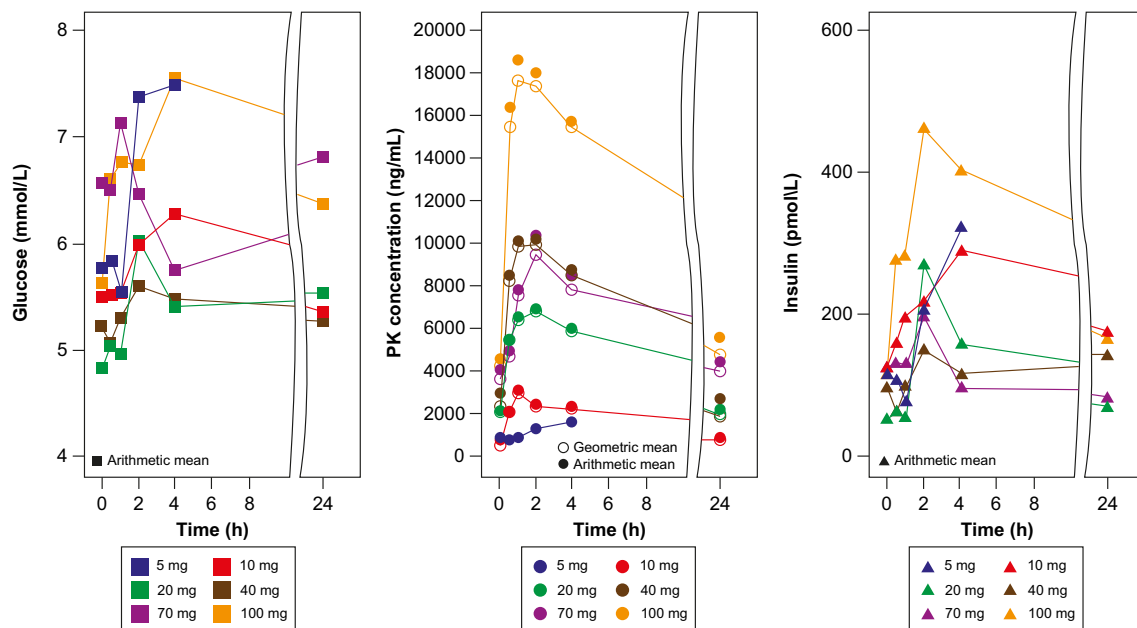 Glucose (mmol/L)
8
7
6
5
4
Arithmetic mean
0 2 4 6 8 24
Time (h)
5 mg 10 mg
20 mg 40 mg
70 mg 100 mg
PK concentration (ng/mL)
20000
18000
16000
14000
12000
10000
8000
6000
4000
2000
0
Geometric mean
Arithmetic mean
0 2 4 6 8 24
Time (h)
5 mg 10 mg
20 mg 40 mg
70 mg 100 mg
Insulin (pmol\L)
600
400
200
0
Arithmetic mean
0 2 4 6 8 24
Time (h)
5 mg 10 mg
20 mg 40 mg
70 mg 100 mg